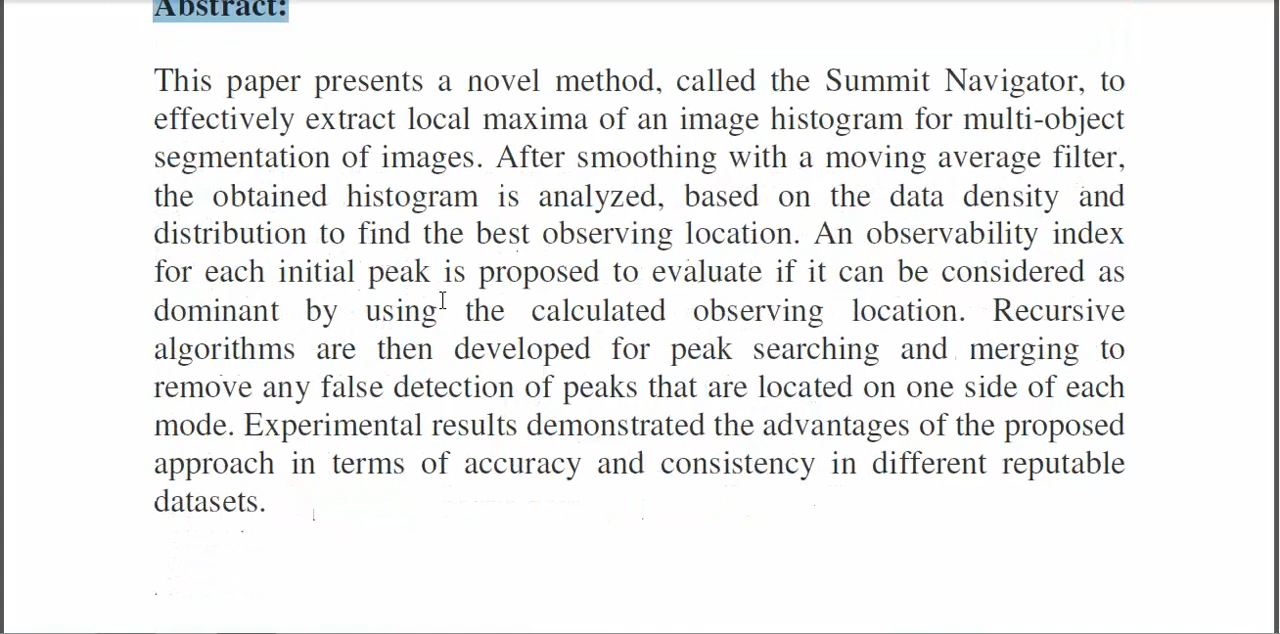 Abstract:
This paper presents a novel method, called the Summit Navigator, to
effectively extract local maxima of an image histogram for multi-object
segmentation of images. After smoothing with a moving average filter,
the obtained histogram is analyzed, based on the data density and
distribution to find the best observing location. An observability index
for each initial peak is proposed to evaluate if it can be considered as
dominant by using the calculated observing location. Recursive
algorithms are then developed for peak searching and merging to
remove any false detection of peaks that are located on one side of each
mode. Experimental results demonstrated the advantages of the proposed
approach in terms of accuracy and consistency in different reputable
datasets.